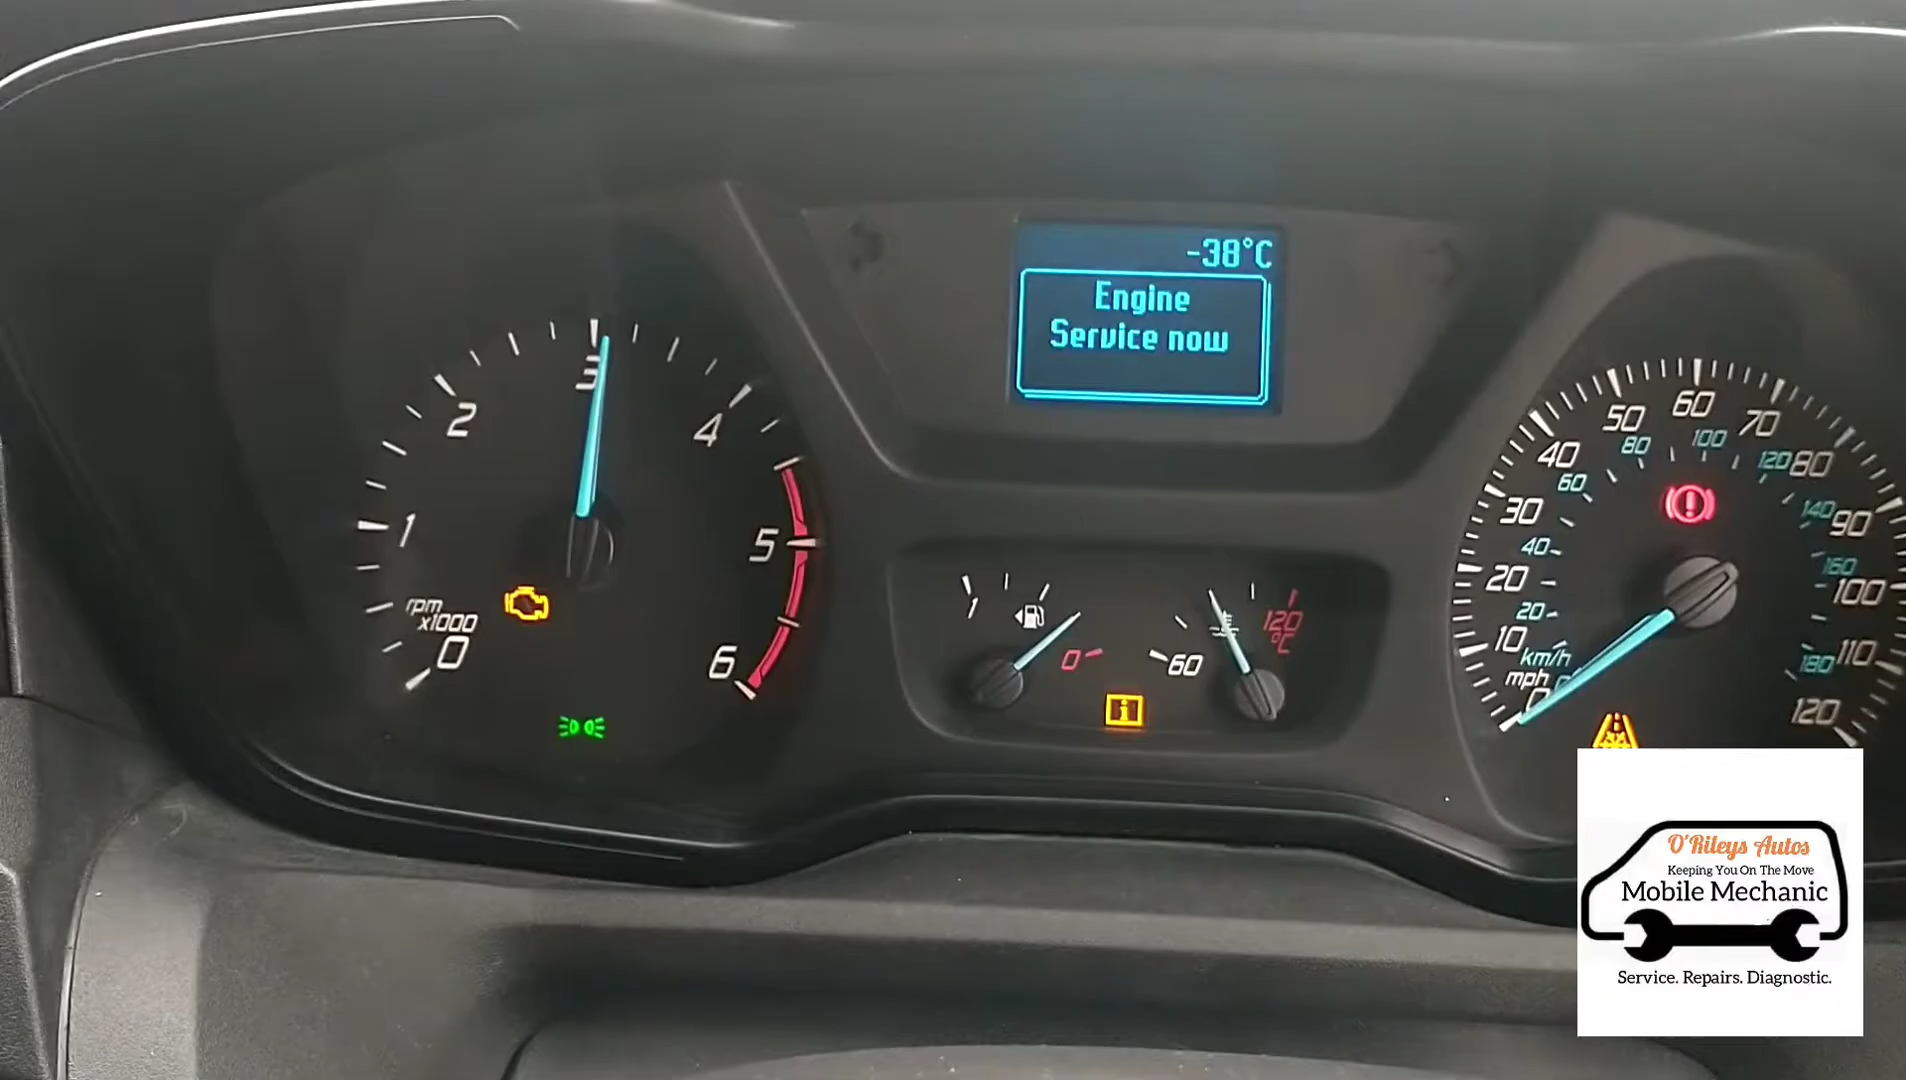 -38°C
Engine
Service now
0
1
2
3
4
5
6
rpm
x1000
1
0
60
120
°C
i
0
10
20
30
40
50
60
70
80
90
100
110
120
20
40
60
80
100
120
140
160
180
km/h
mph
O'Rileys Autos
Keeping You On The Move
Mobile Mechanic
Service. Repairs. Diagnostic.